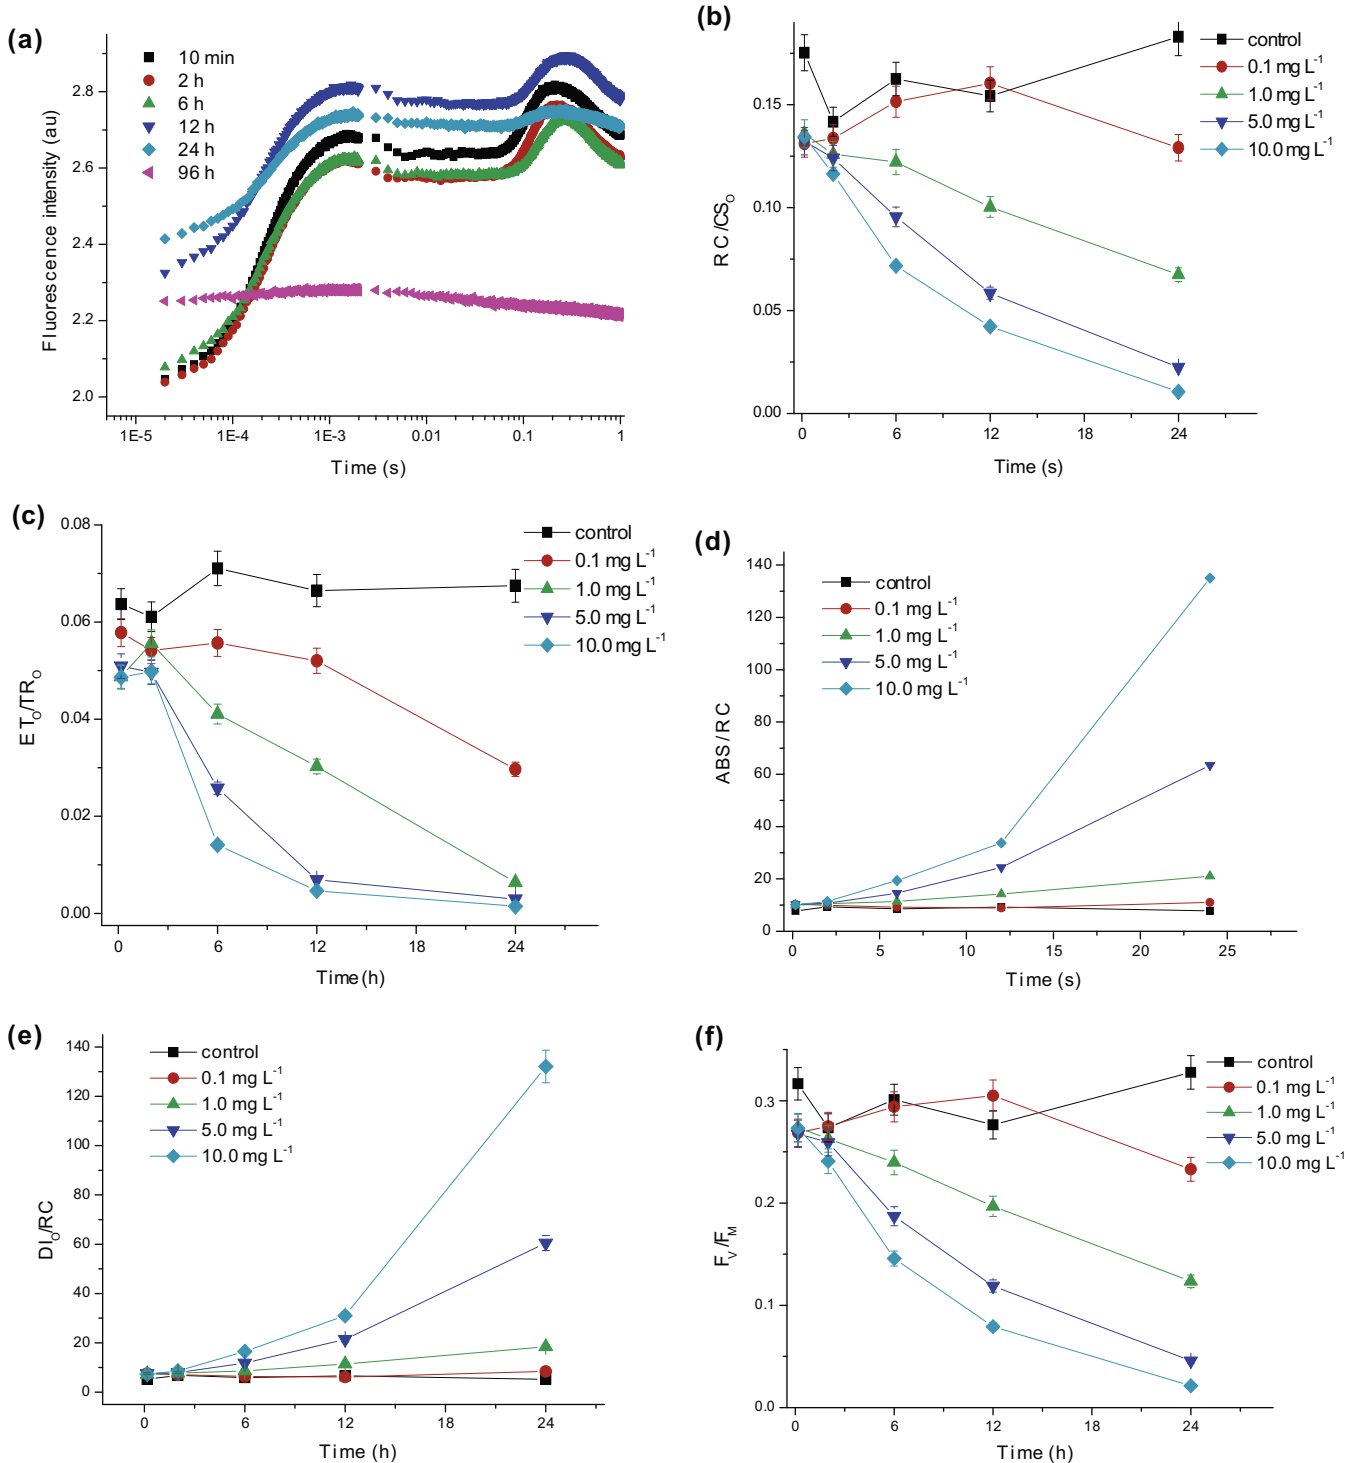 (a)
10 min
2 h
6 h
12 h
24 h
96 h
2.8
2.6
2.4
2.2
2.0
Fluorescence intensity (au)
1E-5 1E-4 1E-3 0.01 0.1 1
Time (s)
(b)
control
0.1 mg L⁻¹
1.0 mg L⁻¹
5.0 mg L⁻¹
10.0 mg L⁻¹
0.15
0.10
0.05
0.00
RC/CS₀
0 6 12 18 24
Time (s)
(c)
control
0.1 mg L⁻¹
1.0 mg L⁻¹
5.0 mg L⁻¹
10.0 mg L⁻¹
0.08
0.06
0.04
0.02
0.00
ET₀/TR₀
0 6 12 18 24
Time (h)
(d)
control
0.1 mg L⁻¹
1.0 mg L⁻¹
5.0 mg L⁻¹
10.0 mg L⁻¹
140
120
100
80
60
40
20
0
ABS/RC
0 5 10 15 20 25
Time (s)
(e)
control
0.1 mg L⁻¹
1.0 mg L⁻¹
5.0 mg L⁻¹
10.0 mg L⁻¹
140
120
100
80
60
40
20
0
DI₀/RC
0 6 12 18 24
Time (h)
(f)
control
0.1 mg L⁻¹
1.0 mg L⁻¹
5.0 mg L⁻¹
10.0 mg L⁻¹
0.3
0.2
0.1
0.0
Fᵥ/F_M
0 6 12 18 24
Time (h)